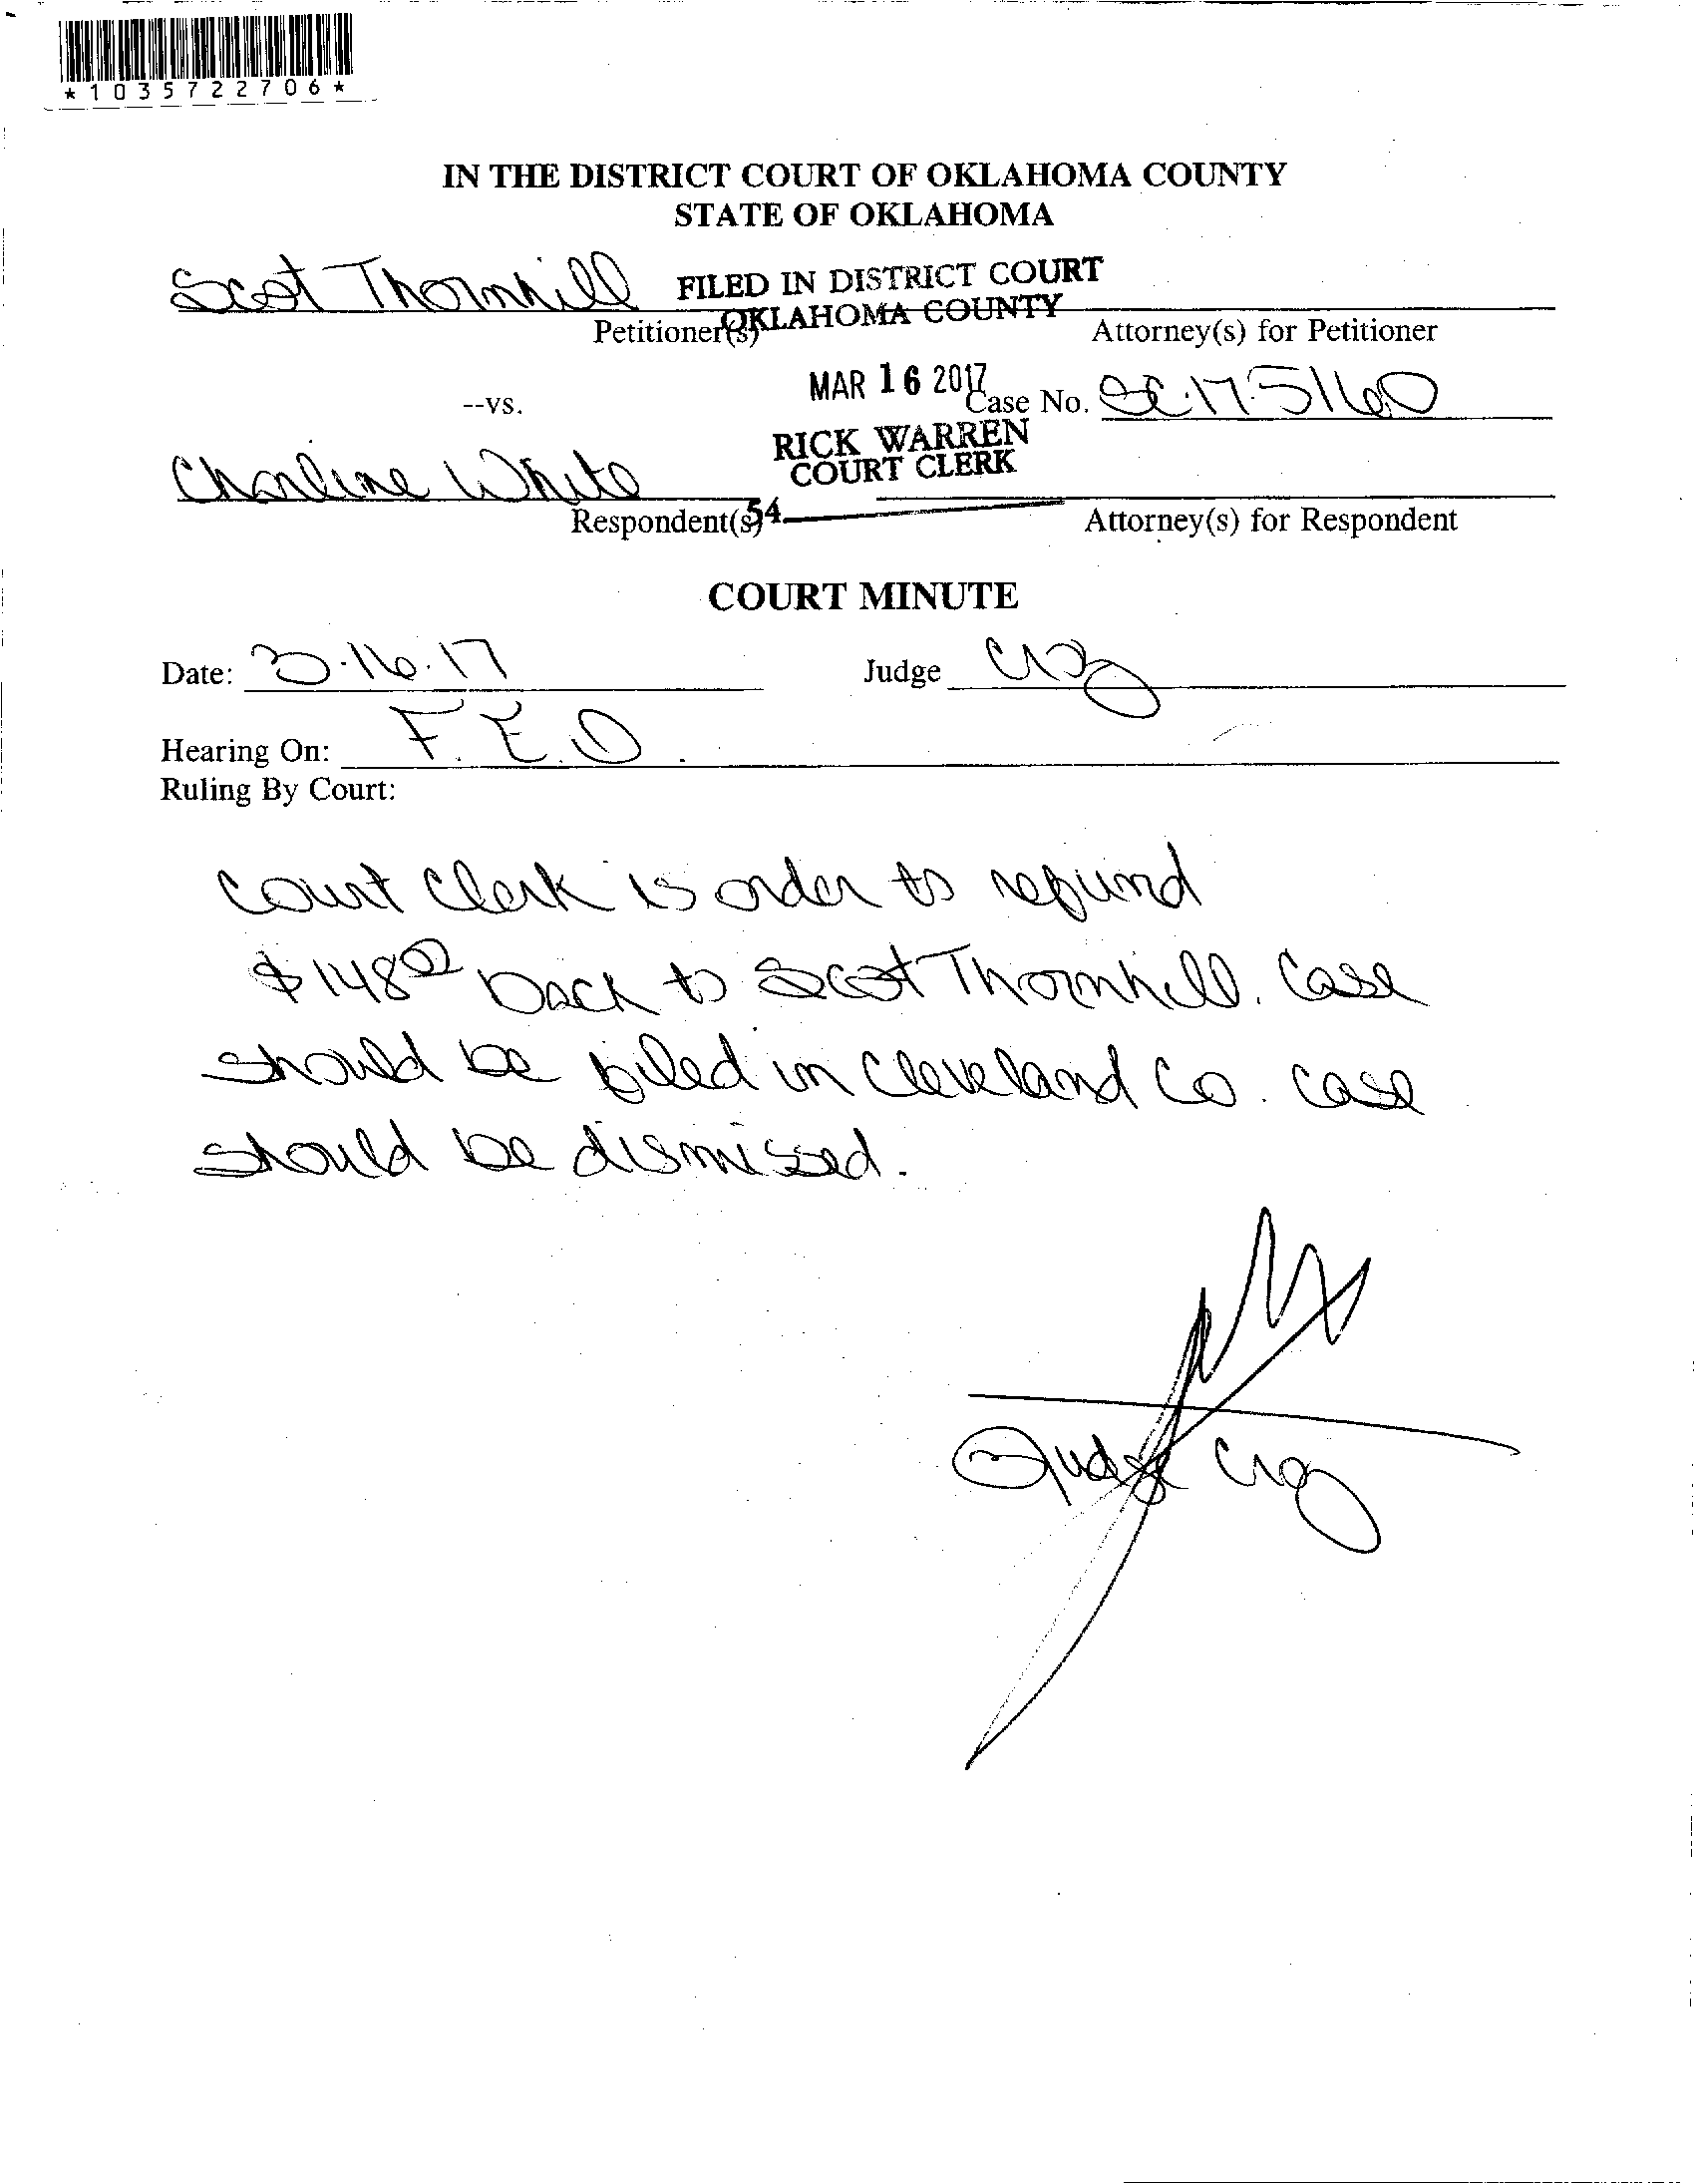 *1035722706*
IN THE DISTRICT COURT OF OKLAHOMA COUNTY
STATE OF OKLAHOMA
Scot Thornhill
FILED IN DISTRICT COURT
OKLAHOMA COUNTY
Petitioner(s)
Attorney(s) for Petitioner
MAR 16 2017
--vs.
Case No. SC.17.5160
RICK WARREN
COURT CLERK
Charline White
54
Respondent(s)
Attorney(s) for Respondent
COURT MINUTE
Date: 3.16.17 Judge
Hearing On: F.E.D.
Ruling By Court:
Court Clerk is order to refund
$148 back to Scot Thornhill. Case
should be filed in Cleveland Co. case
should be dismissed.
Judge